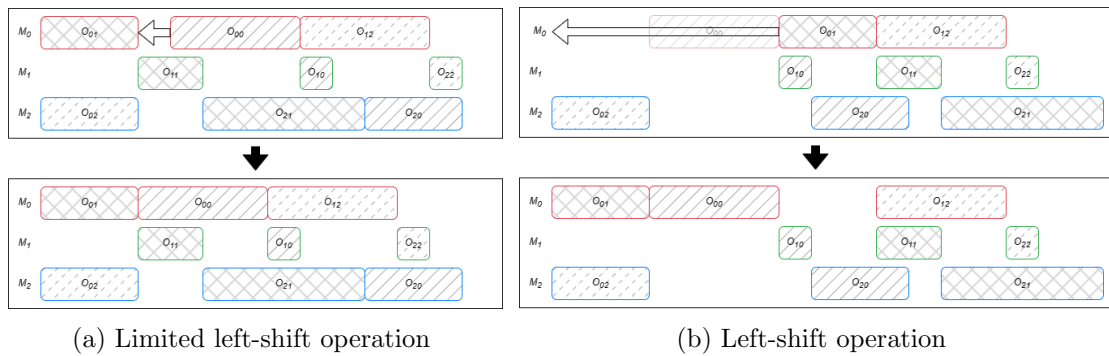 M0 O01 O00 O12
M1 O11 O10 O22
M2 O02 O21 O20
M0 O01 O00 O12
M1 O11 O10 O22
M2 O02 O21 O20
(a) Limited left-shift operation
M0 O00 O01 O12
M1 O10 O11 O22
M2 O02 O20 O21
M0 O01 O00 O12
M1 O10 O11 O22
M2 O02 O20 O21
(b) Left-shift operation